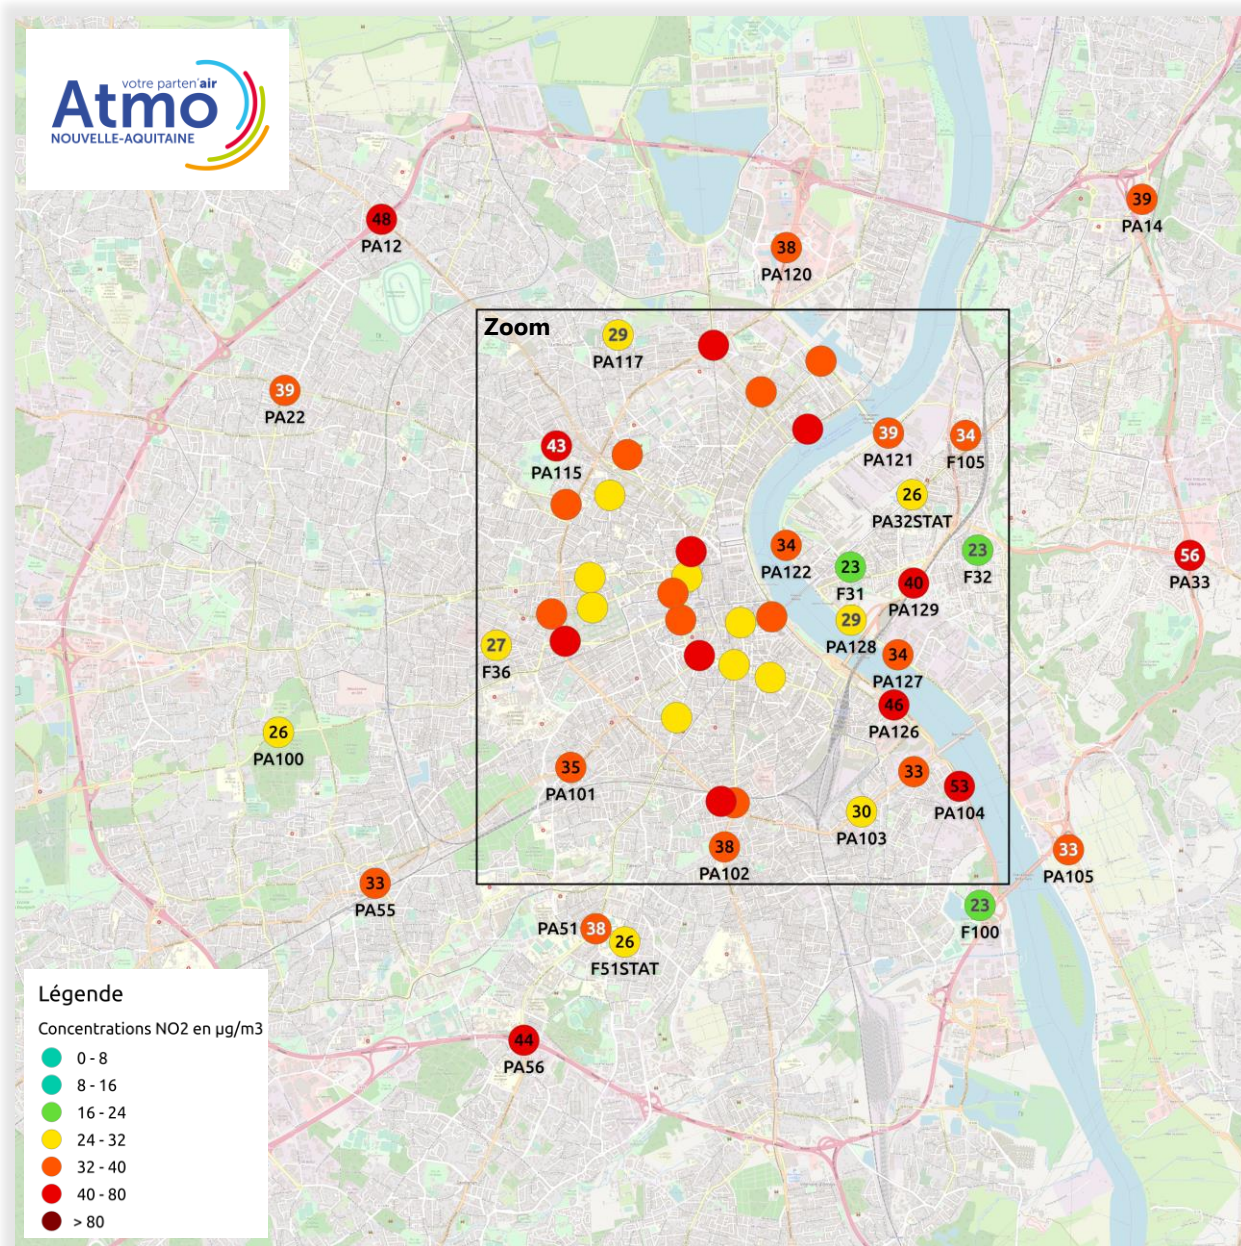 votre parten'air
Atmo
NOUVELLE-AQUITAINE
48
PA12
39
PA14
38
PA120
Zoom
29
PA117
39
PA22
43
PA115
39
PA121
34
F105
26
PA32STAT
34
PA122
23
F31
23
F32
56
PA33
40
PA129
29
PA128
27
F36
34
PA127
46
PA126
26
PA100
35
PA101
33
53
PA104
30
PA103
38
PA102
33
PA105
33
PA55
23
F100
PA51
38
26
F51STAT
44
PA56
Légende
Concentrations NO2 en µg/m3
0 - 8
8 - 16
16 - 24
24 - 32
32 - 40
40 - 80
> 80